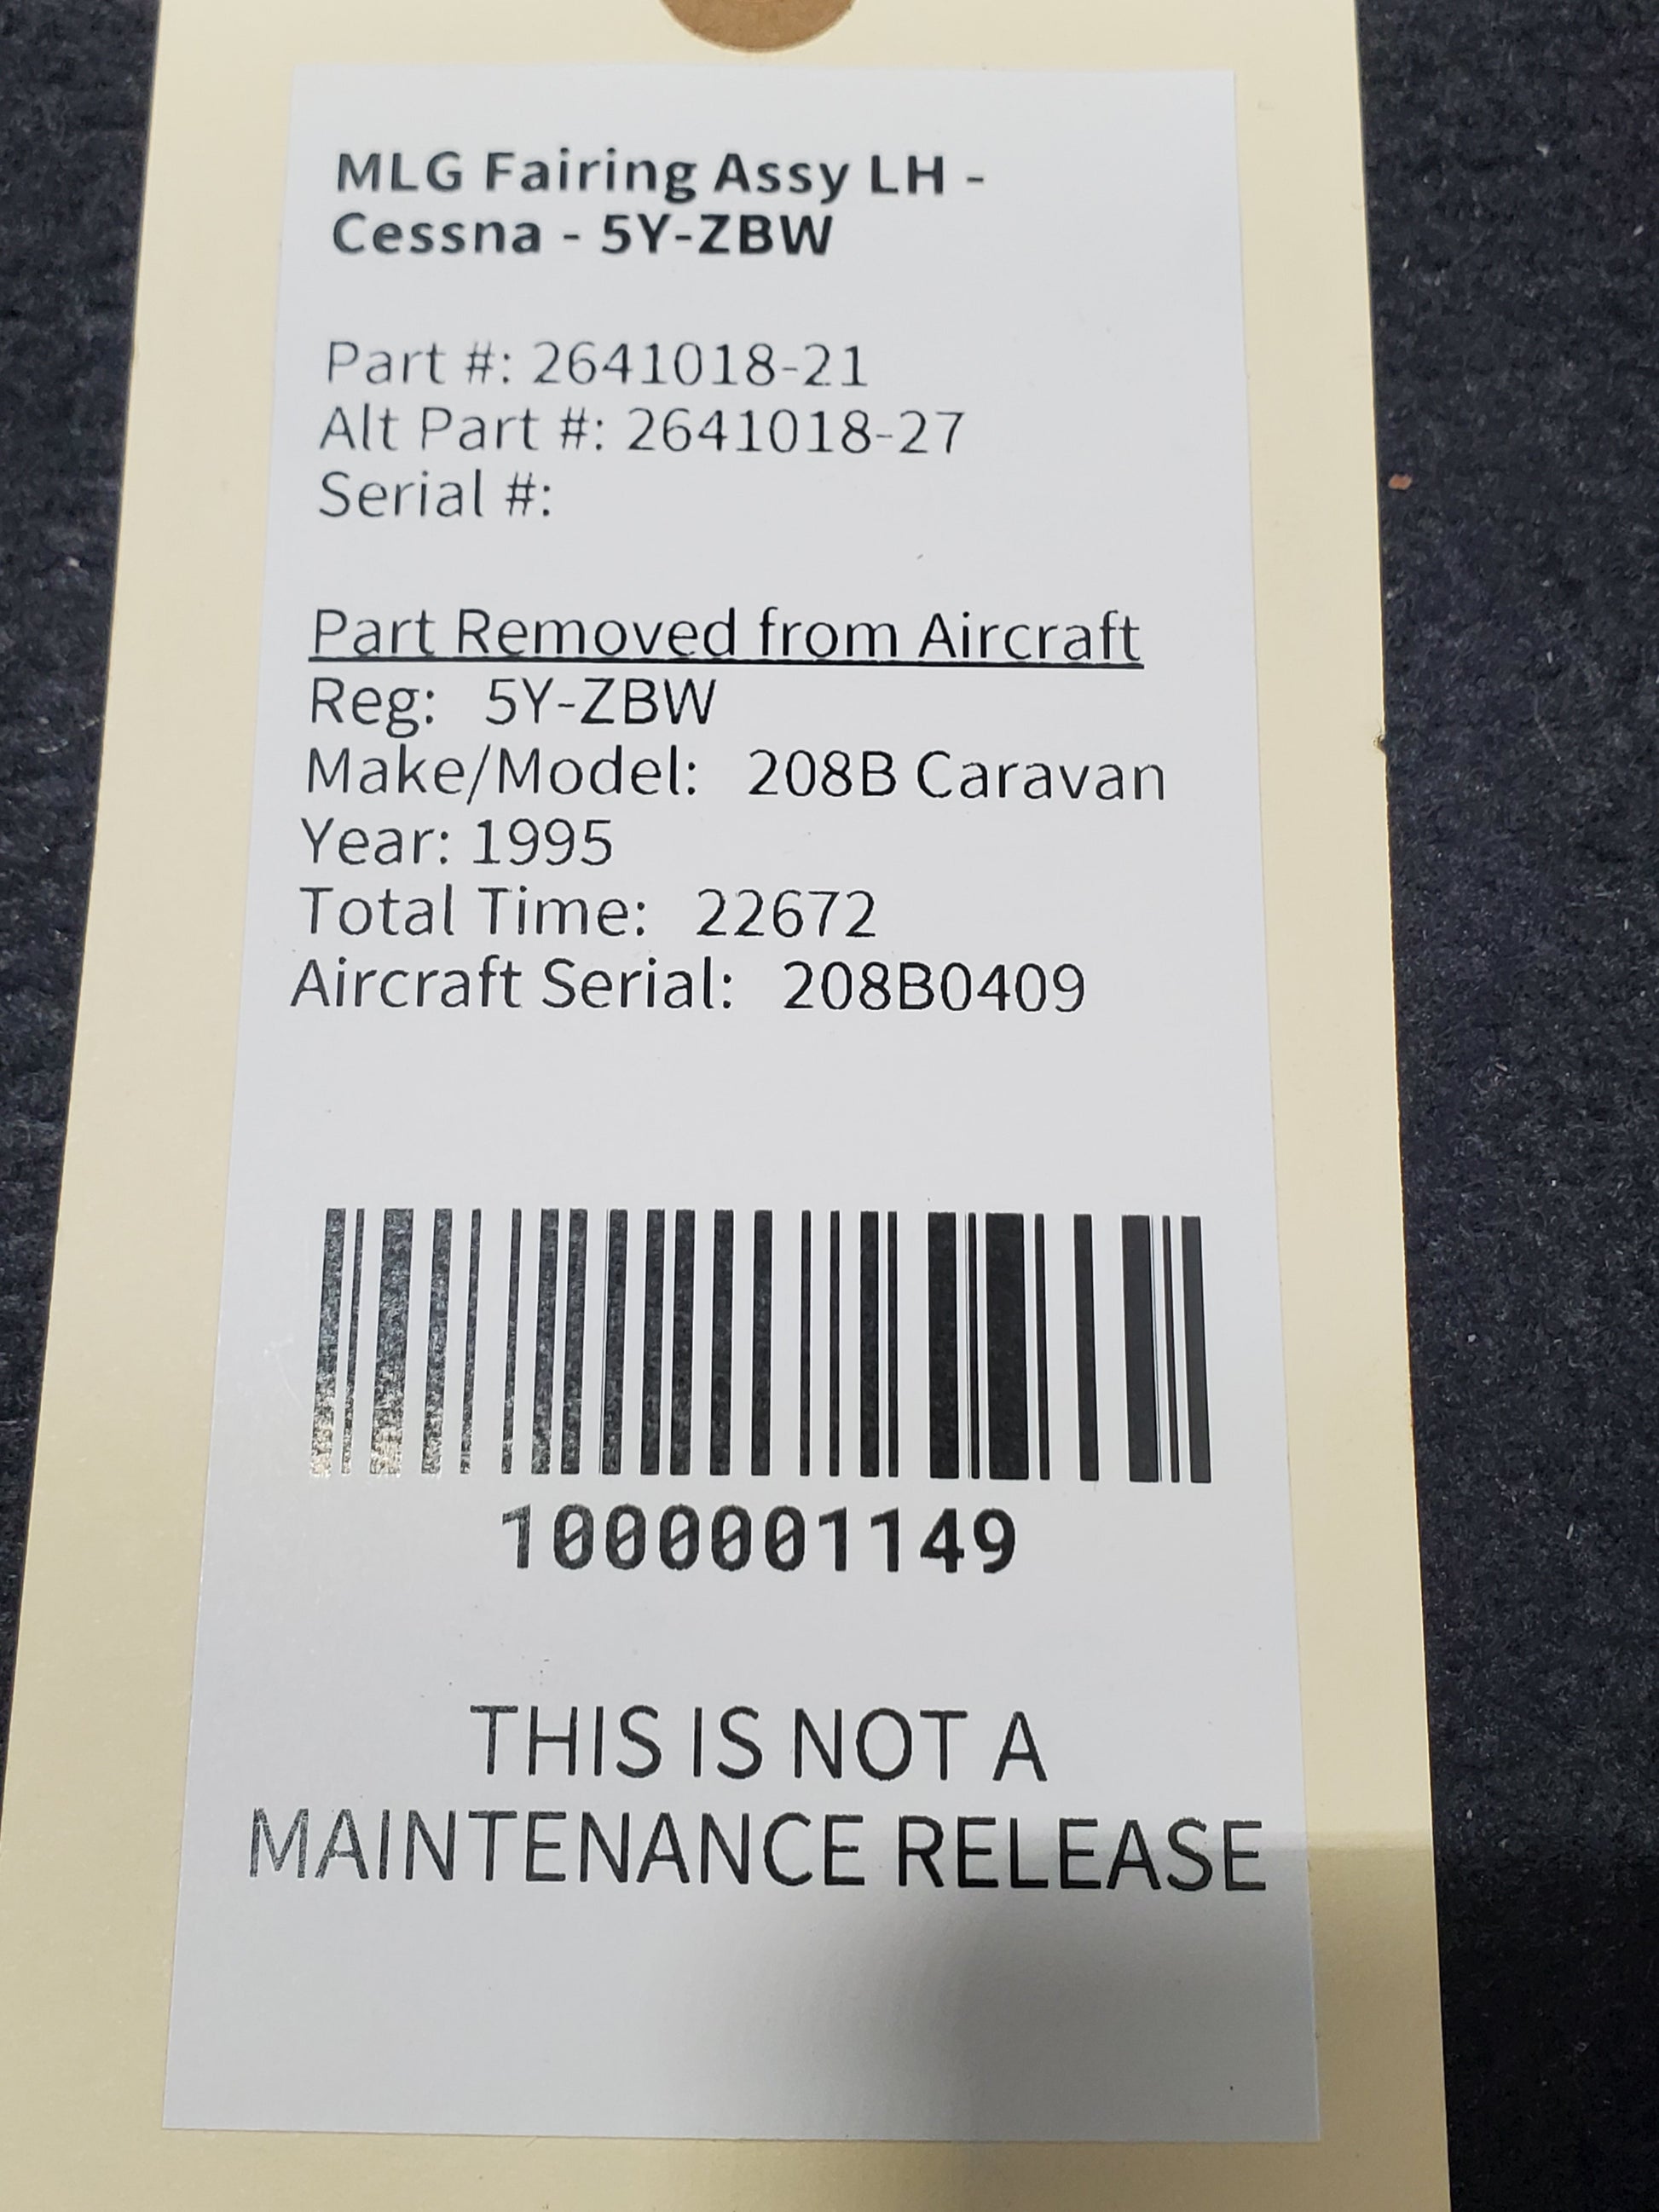 MLG Fairing Assy LH -
Cessna - 5Y-ZBW
Part #: 2641018-21
Alt Part #: 2641018-27
Serial #:
Part Removed from Aircraft
Reg: 5Y-ZBW
Make/Model: 208B Caravan
Year: 1995
Total Time: 22672
Aircraft Serial: 208B0409
1000001149
THIS IS NOT A
MAINTENANCE RELEASE